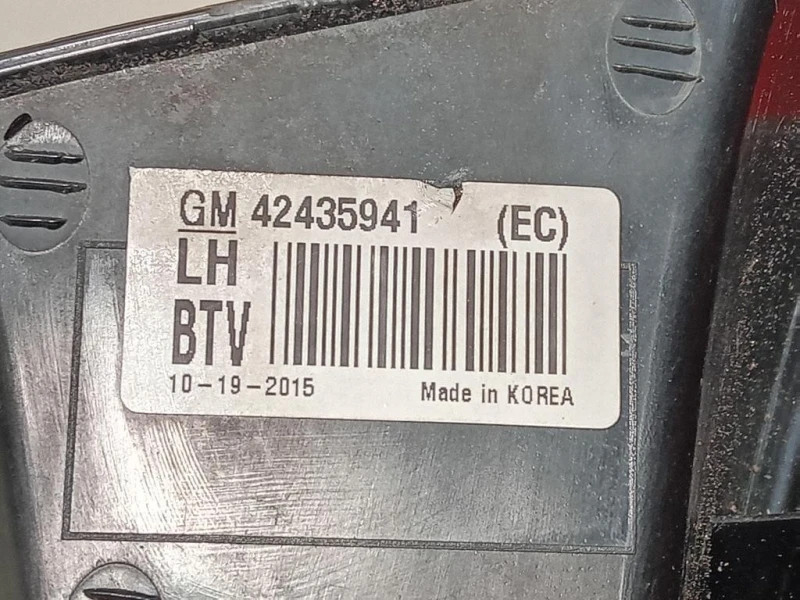 GM 42435941 (EC)
LH
BTV
10-19-2015 Made in KOREA